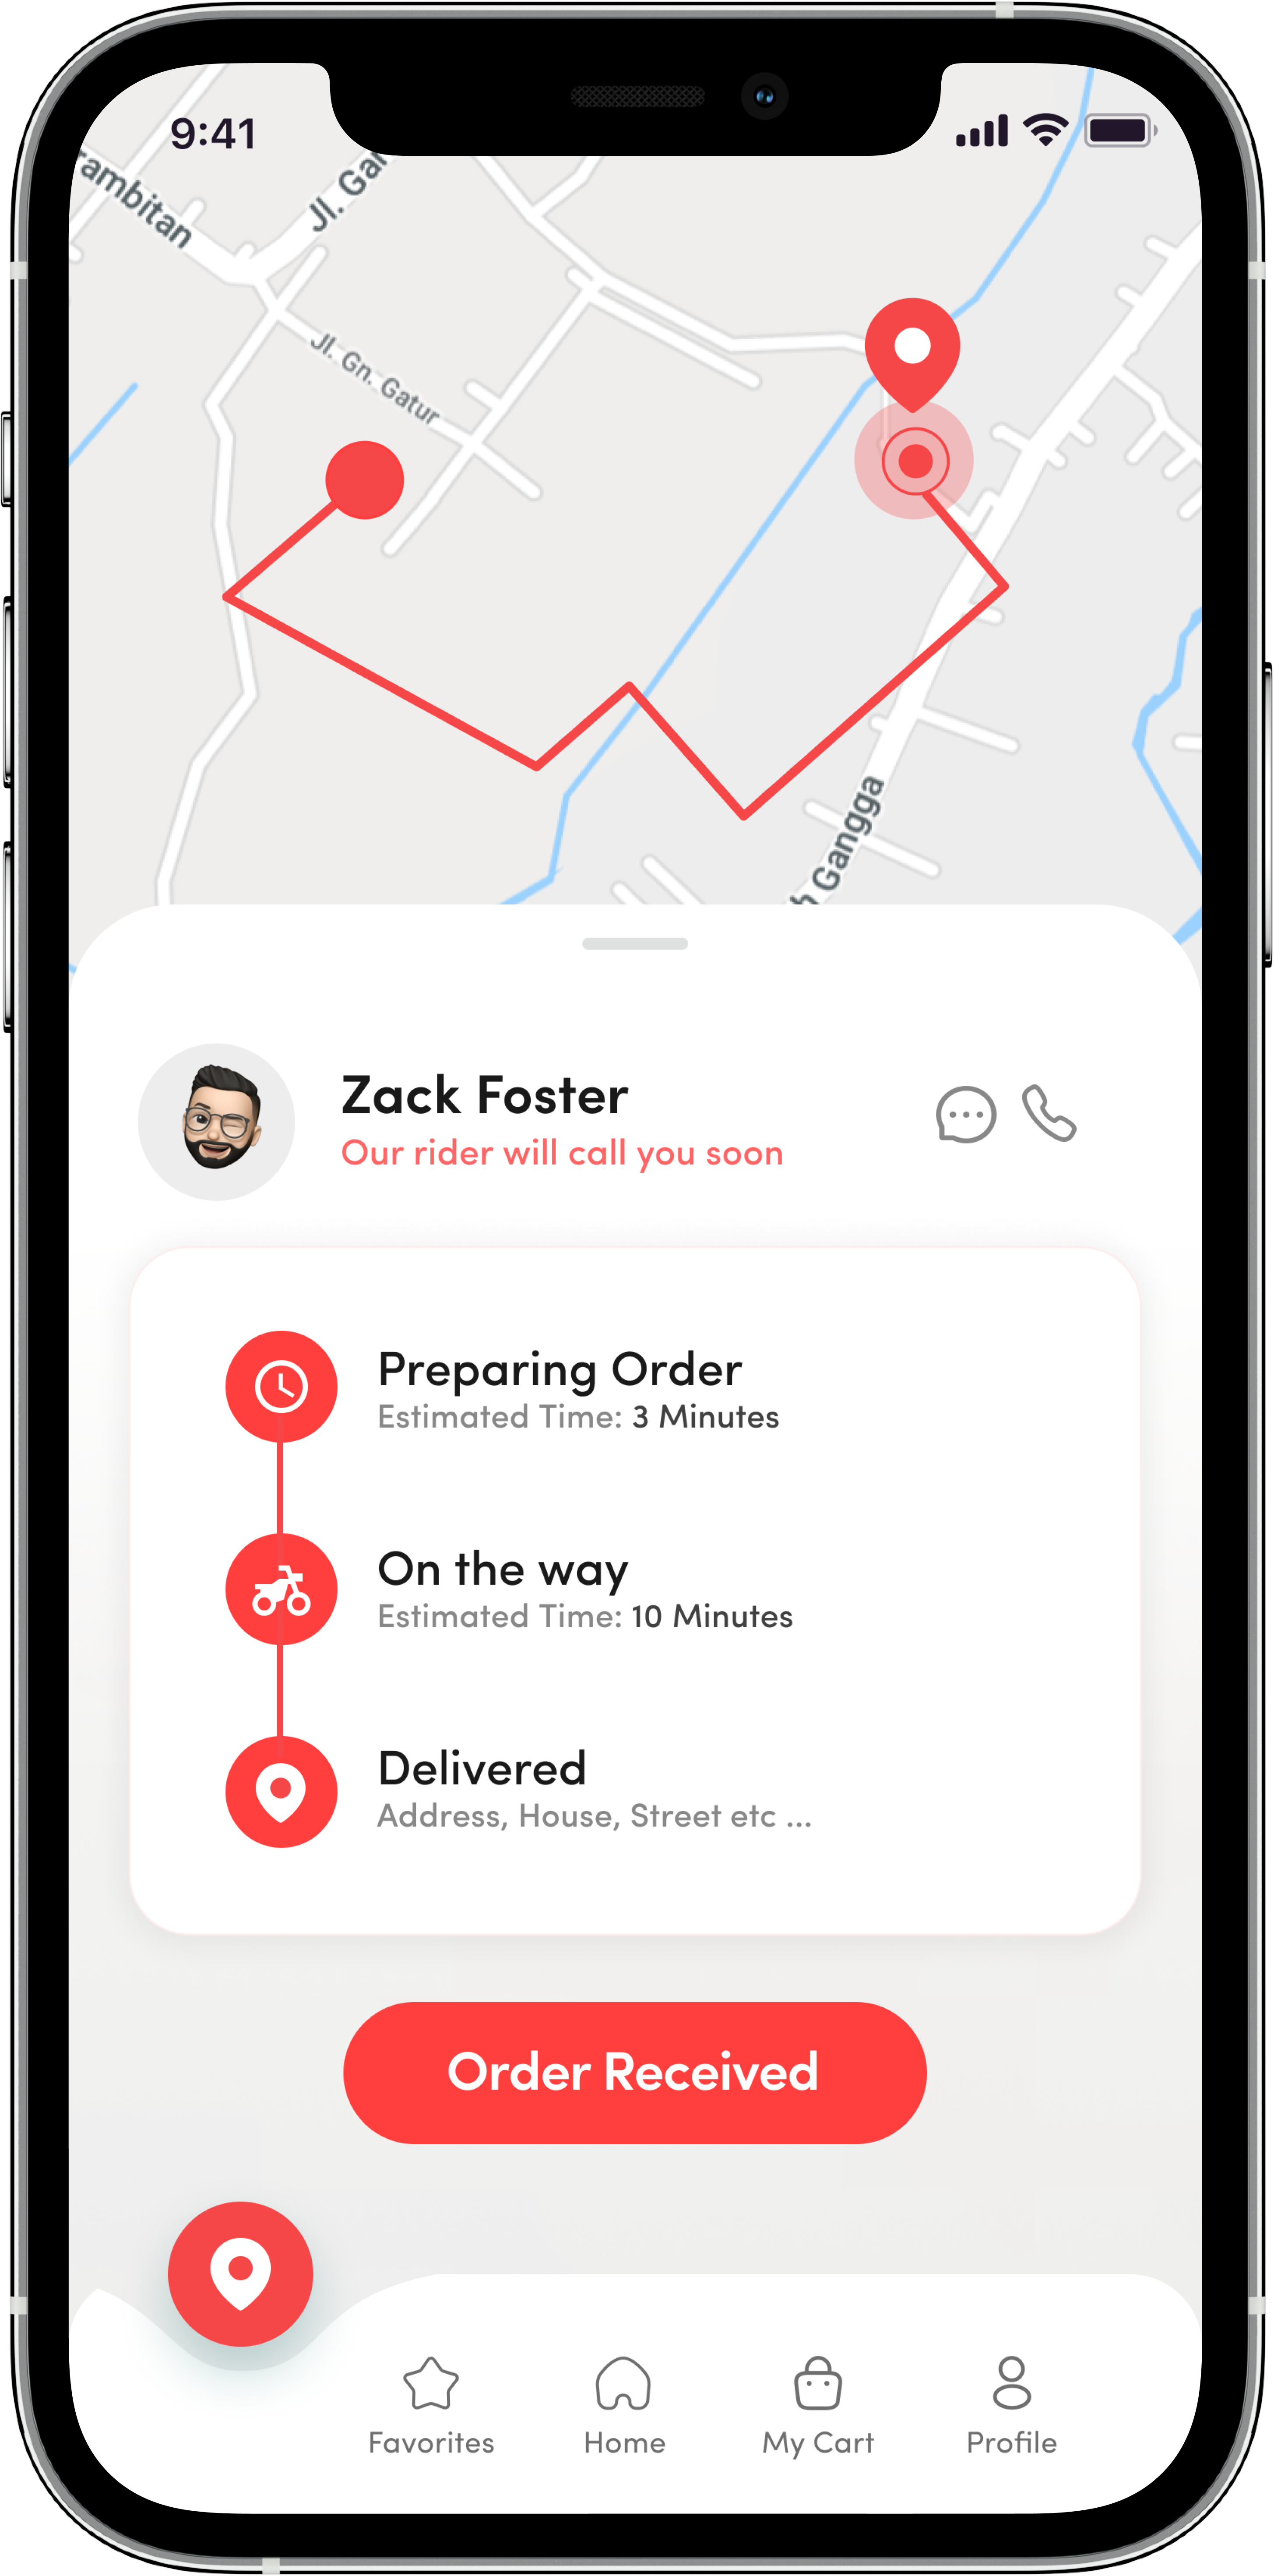 9:41
rambitan
Jl. Gat
Jl. Gn. Gatur
Gangga
Zack Foster
Our rider will call you soon
Preparing Order
Estimated Time: 3 Minutes
On the way
Estimated Time: 10 Minutes
Delivered
Address, House, Street etc ...
Order Received
Favorites
Home
My Cart
Profile